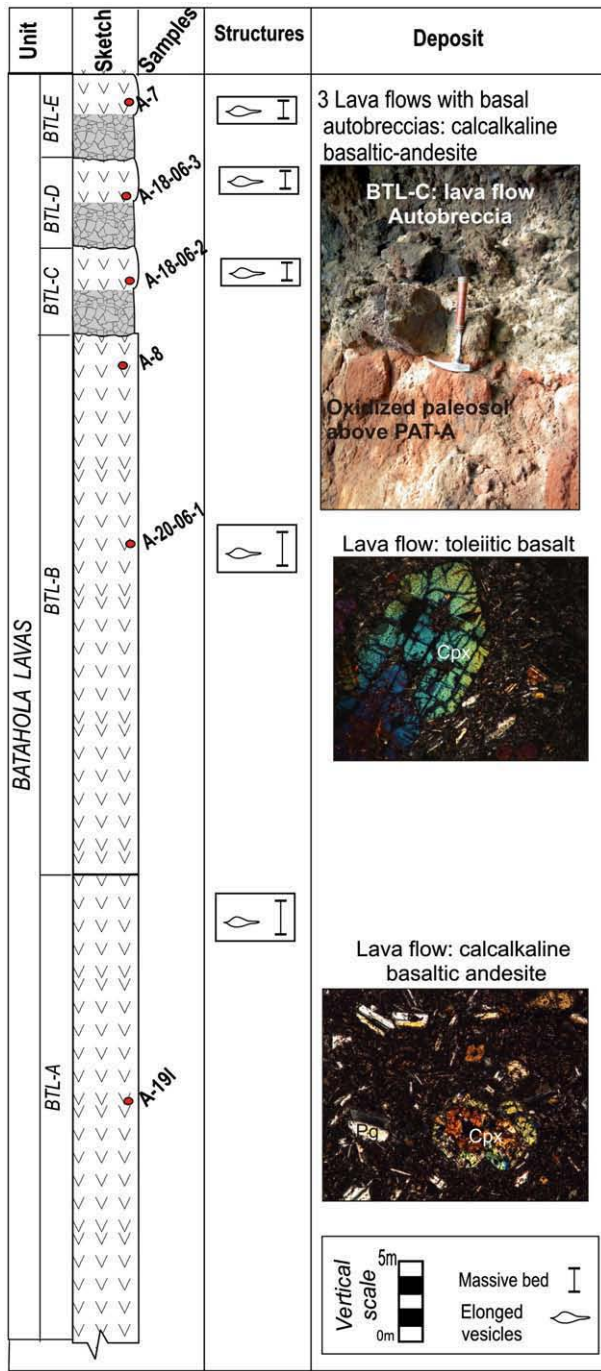 Unit
Sketch
Samples
Structures
Deposit
BATAHOLA LAVAS
BTL-E
A-7
BTL-D
A-18-06-3
BTL-C
A-18-06-2
BTL-B
A-8
A-20-06-1
BTL-A
A-19I
3 Lava flows with basal
autobreccias: calcalkaline
basaltic-andesite
BTL-C: lava flow
Autobreccia
Oxidized paleosol
above PAT-A
Lava flow: toleiitic basalt
Cpx
Lava flow: calcalkaline
basaltic andesite
Pg
Cpx
Vertical
scale
5m
0m
Massive bed
Elonged
vesicles